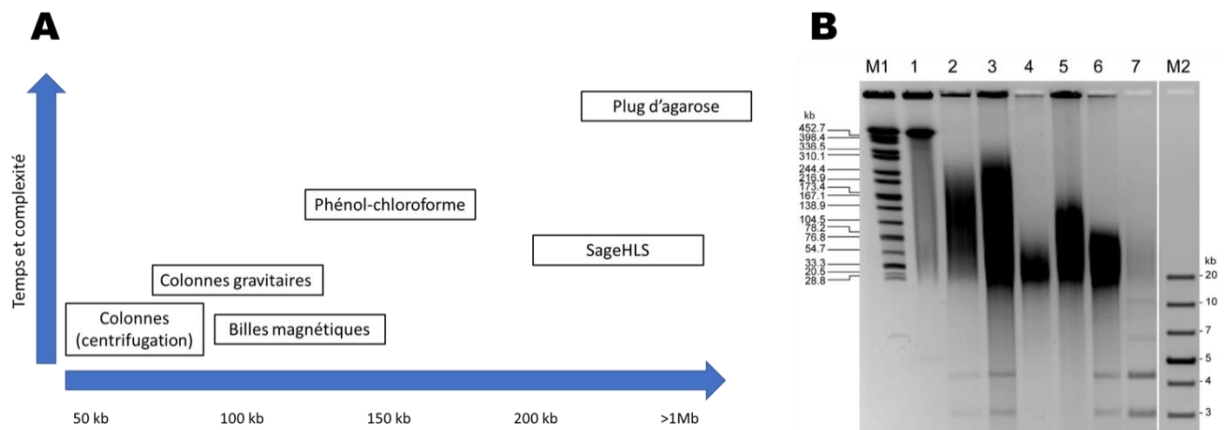 A
Temps et complexité
Plug d'agarose
Phénol-chloroforme
SageHLS
Colonnes gravitaires
Colonnes
(centrifugation)
Billes magnétiques
50 kb
100 kb
150 kb
200 kb
>1Mb
B
M1 1 2 3 4 5 6 7 M2
kb
452.7
398.4
336.5
310.1
244.4
216.9
173.4
167.1
138.9
104.5
78.2
76.8
54.7
33.3
20.5
28.8
kb
20
10
7
5
4
3